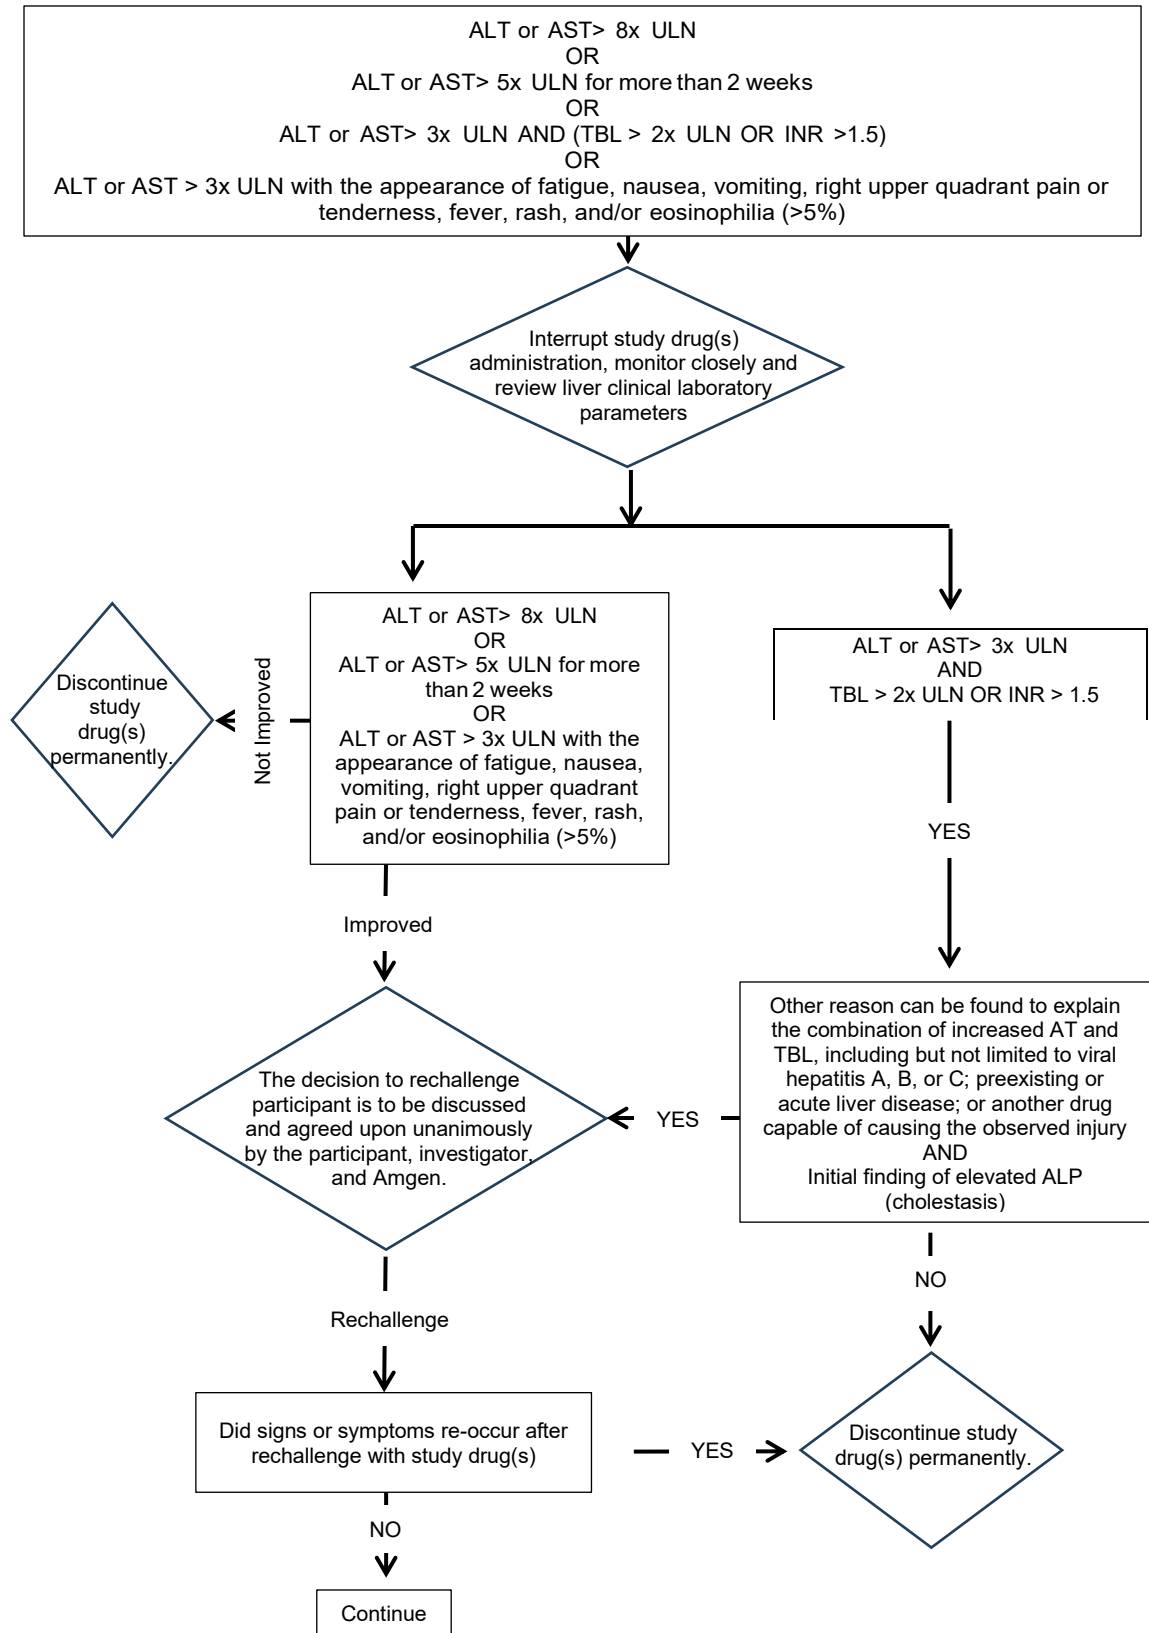 ALT or AST> 8x ULN
OR
ALT or AST> 5x ULN for more than 2 weeks
OR
ALT or AST> 3x ULN AND (TBL > 2x ULN OR INR >1.5)
OR
ALT or AST > 3x ULN with the appearance of fatigue, nausea, vomiting, right upper quadrant pain or
tenderness, fever, rash, and/or eosinophilia (>5%)
Interrupt study drug(s)
administration, monitor closely and
review liver clinical laboratory
parameters
Discontinue
study
drug(s)
permanently.
Not Improved
ALT or AST> 8x ULN
OR
ALT or AST> 5x ULN for more
than 2 weeks
OR
ALT or AST > 3x ULN with the
appearance of fatigue, nausea,
vomiting, right upper quadrant
pain or tenderness, fever, rash,
and/or eosinophilia (>5%)
ALT or AST> 3x ULN
AND
TBL > 2x ULN OR INR > 1.5
YES
Improved
Other reason can be found to explain
the combination of increased AT and
TBL, including but not limited to viral
hepatitis A, B, or C; preexisting or
acute liver disease; or another drug
capable of causing the observed injury
AND
Initial finding of elevated ALP
(cholestasis)
YES
The decision to rechallenge
participant is to be discussed
and agreed upon unanimously
by the participant, investigator,
and Amgen.
NO
Rechallenge
Did signs or symptoms re-occur after
rechallenge with study drug(s)
YES
Discontinue study
drug(s) permanently.
NO
Continue